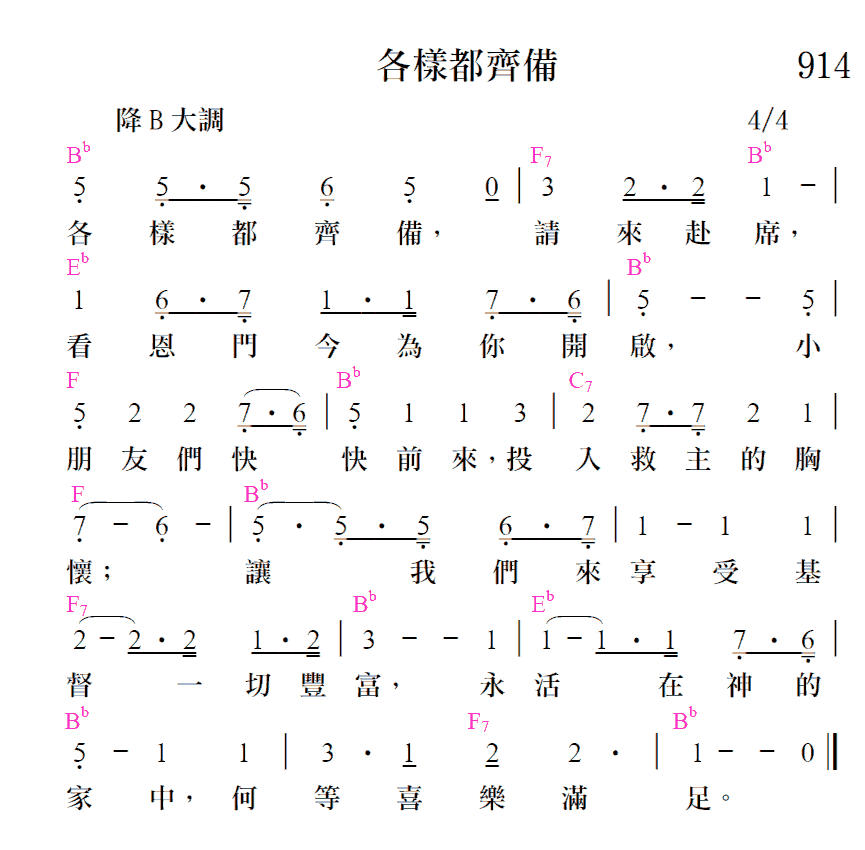 各樣都齊備 914
降B大調 4/4
B♭ F7 B♭
5 5 · 5 6 5 0 | 3 2 · 2 1 - |
各 樣 都 齊 備， 請 來 赴 席，
E♭ B♭
1 6 · 7 1 · 1 7 · 6 | 5 - - 5 |
看 恩 門 今 為 你 開 啟， 小
F B♭ C7
5 2 2 7 · 6 | 5 1 1 3 | 2 7 · 7 2 1 |
朋 友 們 快 快 前 來，投 入 救 主 的 胸
F B♭
7 - 6 - | 5 · 5 · 5 6 · 7 | 1 - 1 1 |
懷； 讓 我 們 來 享 受 基
F7 B♭ E♭
2 - 2 · 2 1 · 2 | 3 - - 1 | 1 - 1 · 1 7 · 6 |
督 一 切 豐 富， 永 活 在 神 的
B♭ F7 B♭
5 - 1 1 | 3 · 1 2 2 · | 1 - - 0 ‖
家 中，何 等 喜 樂 滿 足。